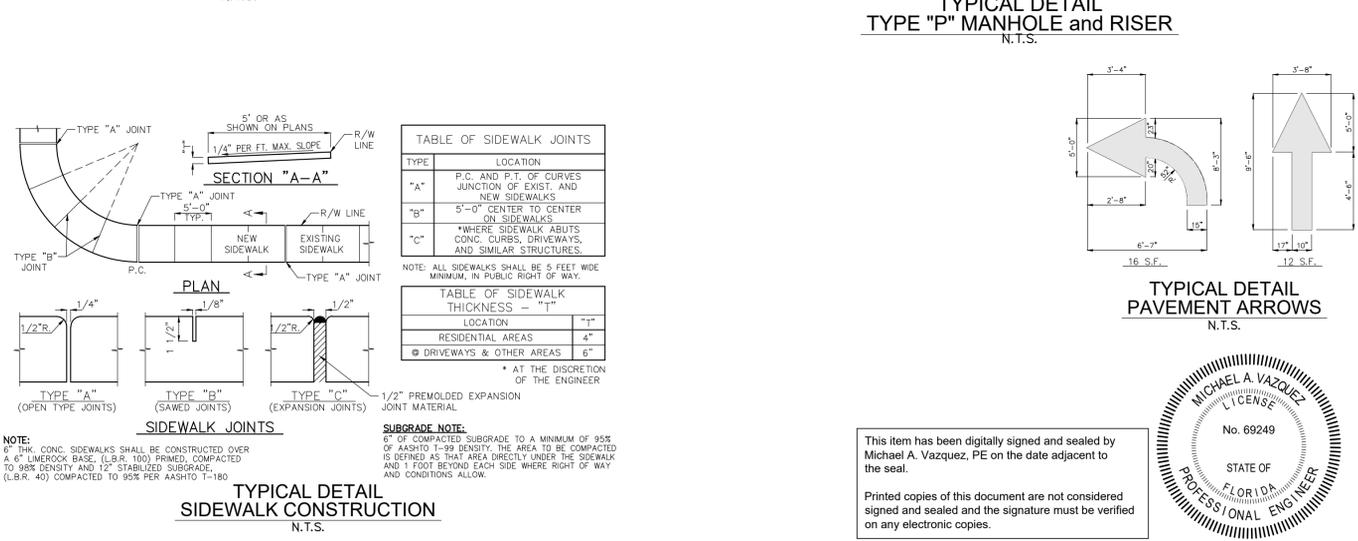 TYPICAL DETAIL
TYPE "P" MANHOLE and RISER
N.T.S.
TYPE "A" JOINT
5' OR AS
SHOWN ON PLANS
"T"
1/4" PER FT. MAX. SLOPE
R/W
LINE
SECTION "A-A"
TYPE "A" JOINT
5'-0"
TYP.
A
R/W LINE
NEW
SIDEWALK
EXISTING
SIDEWALK
TYPE "B"
JOINT
P.C.
A
TYPE "A" JOINT
PLAN
1/4"
1/8"
1/2"
1/2"R.
1 1/2"
1/2"R.
TYPE "A"
(OPEN TYPE JOINTS)
TYPE "B"
(SAWED JOINTS)
TYPE "C"
(EXPANSION JOINTS)
1/2" PREMOLDED EXPANSION
JOINT MATERIAL
SIDEWALK JOINTS
TABLE OF SIDEWALK JOINTS
TYPE LOCATION
"A" P.C. AND P.T. OF CURVES
JUNCTION OF EXIST. AND
NEW SIDEWALKS
"B" 5'-0" CENTER TO CENTER
ON SIDEWALKS
"C" *WHERE SIDEWALK ABUTS
CONC. CURBS, DRIVEWAYS,
AND SIMILAR STRUCTURES.
NOTE: ALL SIDEWALKS SHALL BE 5 FEET WIDE
MINIMUM, IN PUBLIC RIGHT OF WAY.
TABLE OF SIDEWALK
THICKNESS - "T"
LOCATION "T"
RESIDENTIAL AREAS 4"
@ DRIVEWAYS & OTHER AREAS 6"
* AT THE DISCRETION
OF THE ENGINEER
NOTE:
6" THK. CONC. SIDEWALKS SHALL BE CONSTRUCTED OVER
A 6" LIMEROCK BASE, (L.B.R. 100) PRIMED, COMPACTED
TO 98% DENSITY AND 12" STABILIZED SUBGRADE,
(L.B.R. 40) COMPACTED TO 95% PER AASHTO T-180
SUBGRADE NOTE:
6" OF COMPACTED SUBGRADE TO A MINIMUM OF 95%
OF AASHTO T-99 DENSITY. THE AREA TO BE COMPACTED
IS DEFINED AS THAT AREA DIRECTLY UNDER THE SIDEWALK
AND 1 FOOT BEYOND EACH SIDE WHERE RIGHT OF WAY
AND CONDITIONS ALLOW.
TYPICAL DETAIL
SIDEWALK CONSTRUCTION
N.T.S.
3'-4"
23"
5'-0"
20"
8'-3"
2'-8"
15"
6'-7"
16 S.F.
3'-8"
5'-0"
9'-6"
4'-6"
17"
10"
12 S.F.
TYPICAL DETAIL
PAVEMENT ARROWS
N.T.S.
This item has been digitally signed and sealed by
Michael A. Vazquez, PE on the date adjacent to
the seal.
Printed copies of this document are not considered
signed and sealed and the signature must be verified
on any electronic copies.
MICHAEL A. VAZQUEZ
LICENSE
No. 69249
STATE OF
FLORIDA
PROFESSIONAL ENGINEER